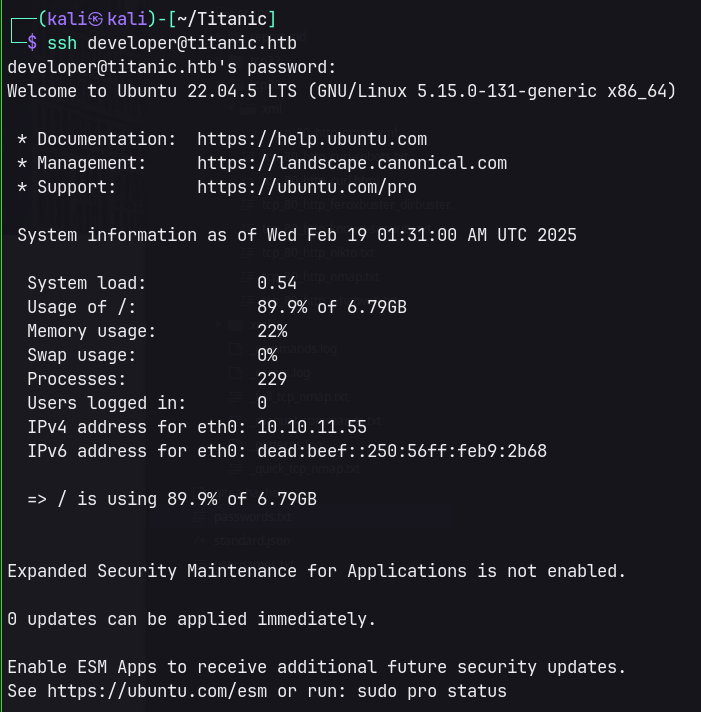 ┌──(kali㉿kali)-[~/Titanic]
└─$ ssh developer@titanic.htb
developer@titanic.htb's password:
Welcome to Ubuntu 22.04.5 LTS (GNU/Linux 5.15.0-131-generic x86_64)
* Documentation:  https://help.ubuntu.com
* Management:     https://landscape.canonical.com
* Support:        https://ubuntu.com/pro
System information as of Wed Feb 19 01:31:00 AM UTC 2025
System load:           0.54
Usage of /:            89.9% of 6.79GB
Memory usage:          22%
Swap usage:            0%
Processes:             229
Users logged in:       0
IPv4 address for eth0: 10.10.11.55
IPv6 address for eth0: dead:beef::250:56ff:feb9:2b68
=> / is using 89.9% of 6.79GB
passwords.txt
standard.json
Expanded Security Maintenance for Applications is not enabled.
0 updates can be applied immediately.
Enable ESM Apps to receive additional future security updates.
See https://ubuntu.com/esm or run: sudo pro status